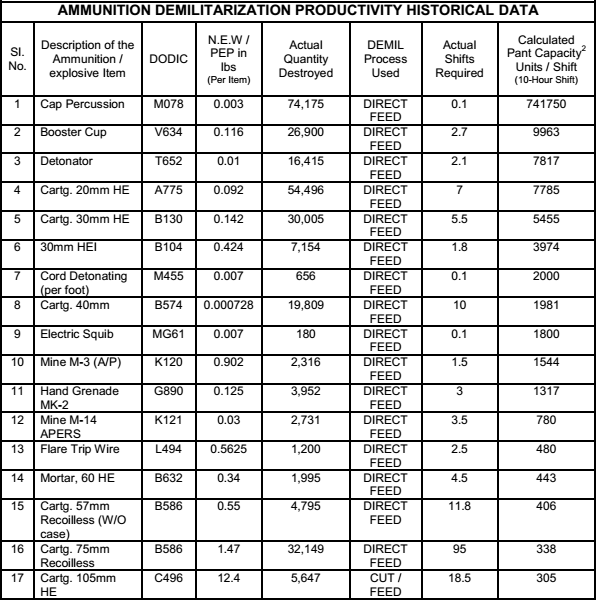 AMMUNITION DEMILITARIZATION PRODUCTIVITY HISTORICAL DATA
Sl. No. | Description of the Ammunition / explosive Item | DODIC | N.E.W / PEP in lbs (Per Item) | Actual Quantity Destroyed | DEMIL Process Used | Actual Shifts Required | Calculated Pant Capacity2 Units / Shift (10-Hour Shift)
1 | Cap Percussion | M078 | 0.003 | 74,175 | DIRECT FEED | 0.1 | 741750
2 | Booster Cup | V634 | 0.116 | 26,900 | DIRECT FEED | 2.7 | 9963
3 | Detonator | T652 | 0.01 | 16,415 | DIRECT FEED | 2.1 | 7817
4 | Cartg. 20mm HE | A775 | 0.092 | 54,496 | DIRECT FEED | 7 | 7785
5 | Cartg. 30mm HE | B130 | 0.142 | 30,005 | DIRECT FEED | 5.5 | 5455
6 | 30mm HEI | B104 | 0.424 | 7,154 | DIRECT FEED | 1.8 | 3974
7 | Cord Detonating (per foot) | M455 | 0.007 | 656 | DIRECT FEED | 0.1 | 2000
8 | Cartg. 40mm | B574 | 0.000728 | 19,809 | DIRECT FEED | 10 | 1981
9 | Electric Squib | MG61 | 0.007 | 180 | DIRECT FEED | 0.1 | 1800
10 | Mine M-3 (A/P) | K120 | 0.902 | 2,316 | DIRECT FEED | 1.5 | 1544
11 | Hand Grenade MK-2 | G890 | 0.125 | 3,952 | DIRECT FEED | 3 | 1317
12 | Mine M-14 APERS | K121 | 0.03 | 2,731 | DIRECT FEED | 3.5 | 780
13 | Flare Trip Wire | L494 | 0.5625 | 1,200 | DIRECT FEED | 2.5 | 480
14 | Mortar, 60 HE | B632 | 0.34 | 1,995 | DIRECT FEED | 4.5 | 443
15 | Cartg. 57mm Recoilless (W/O case) | B586 | 0.55 | 4,795 | DIRECT FEED | 11.8 | 406
16 | Cartg. 75mm Recoilless | B586 | 1.47 | 32,149 | DIRECT FEED | 95 | 338
17 | Cartg. 105mm HE | C496 | 12.4 | 5,647 | CUT / FEED | 18.5 | 305